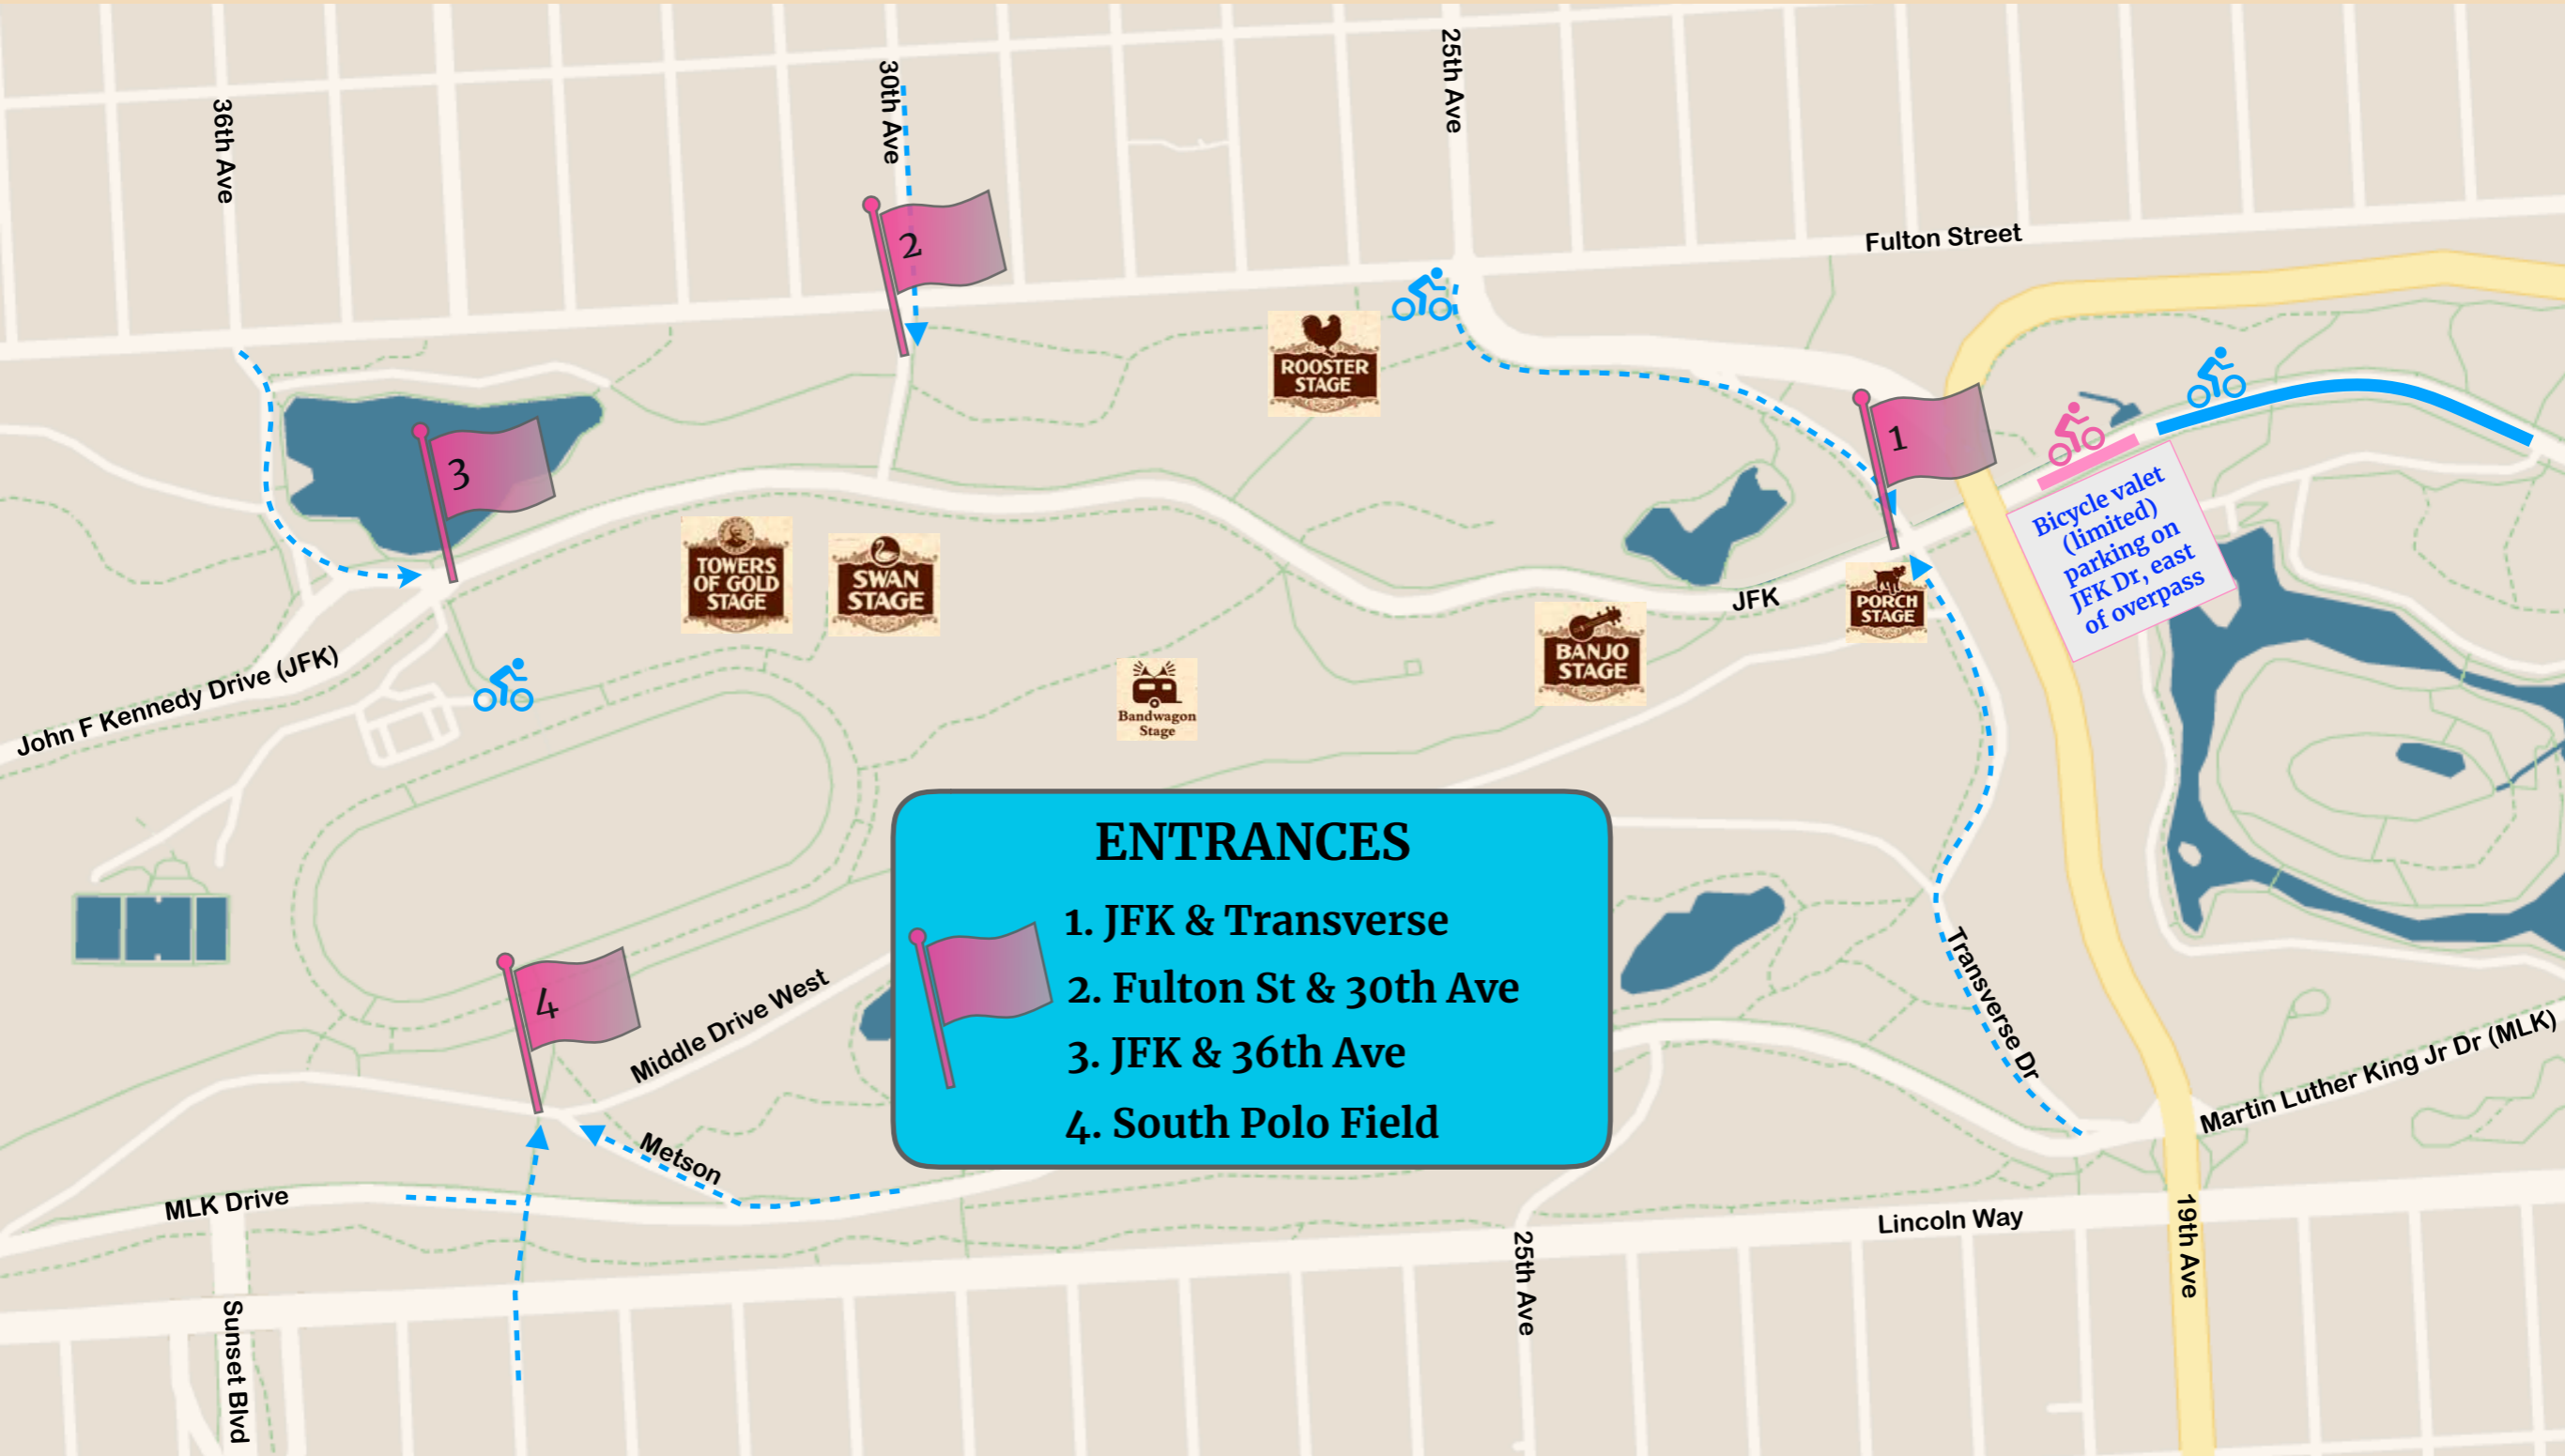 36th Ave
30th Ave
25th Ave
Fulton Street
2
ROOSTER
STAGE
1
3
Bicycle valet
(limited)
parking on
JFK Dr, east
of overpass
TOWERS
OF GOLD
STAGE
SWAN
STAGE
JFK
PORCH
STAGE
BANJO
STAGE
John F Kennedy Drive (JFK)
Bandwagon
Stage
ENTRANCES
1. JFK & Transverse
2. Fulton St & 30th Ave
3. JFK & 36th Ave
4. South Polo Field
4
Middle Drive West
Transverse Dr
Martin Luther King Jr Dr (MLK)
Metson
MLK Drive
Lincoln Way
19th Ave
25th Ave
Sunset Blvd